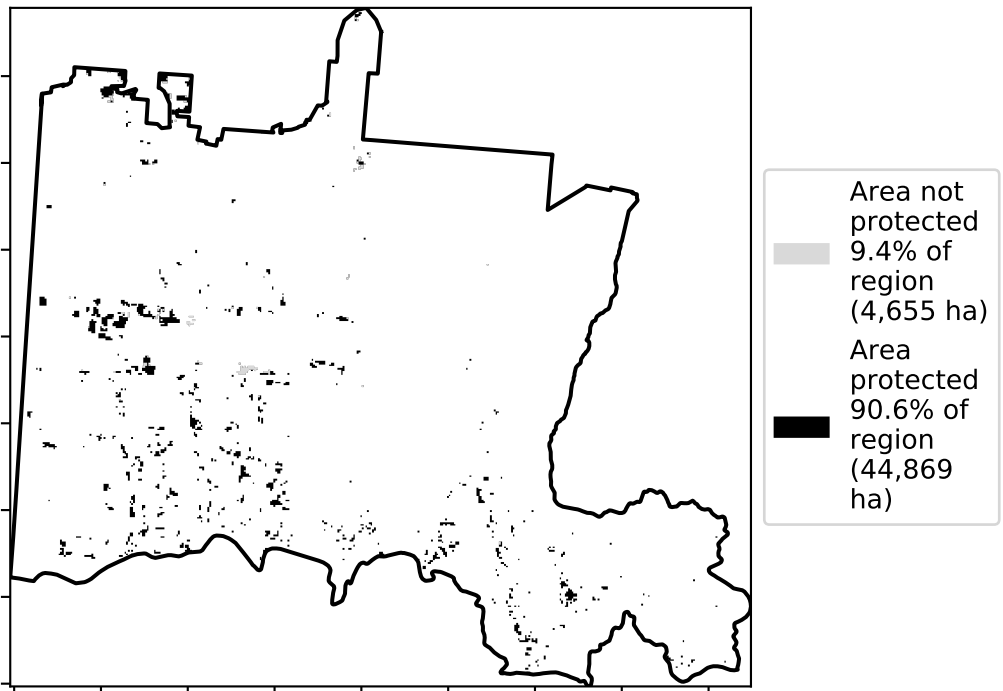 Area not
protected
9.4% of
region
(4,655 ha)
Area
protected
90.6% of
region
(44,869
ha)